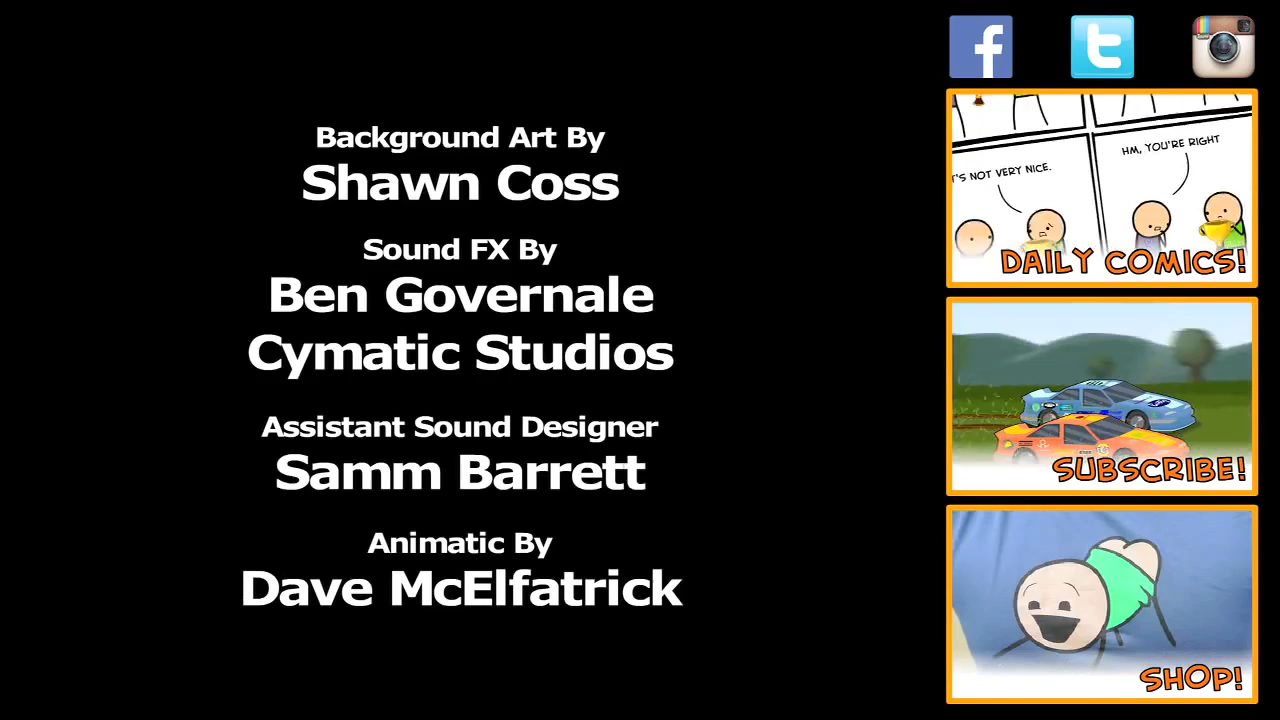 Background Art By
Shawn Coss
Sound FX By
Ben Governale
Cymatic Studios
Assistant Sound Designer
Samm Barrett
Animatic By
Dave McElfatrick
HM, YOU'RE RIGHT
T'S NOT VERY NICE.
DAILY COMICS!
SUBSCRIBE!
SHOP!